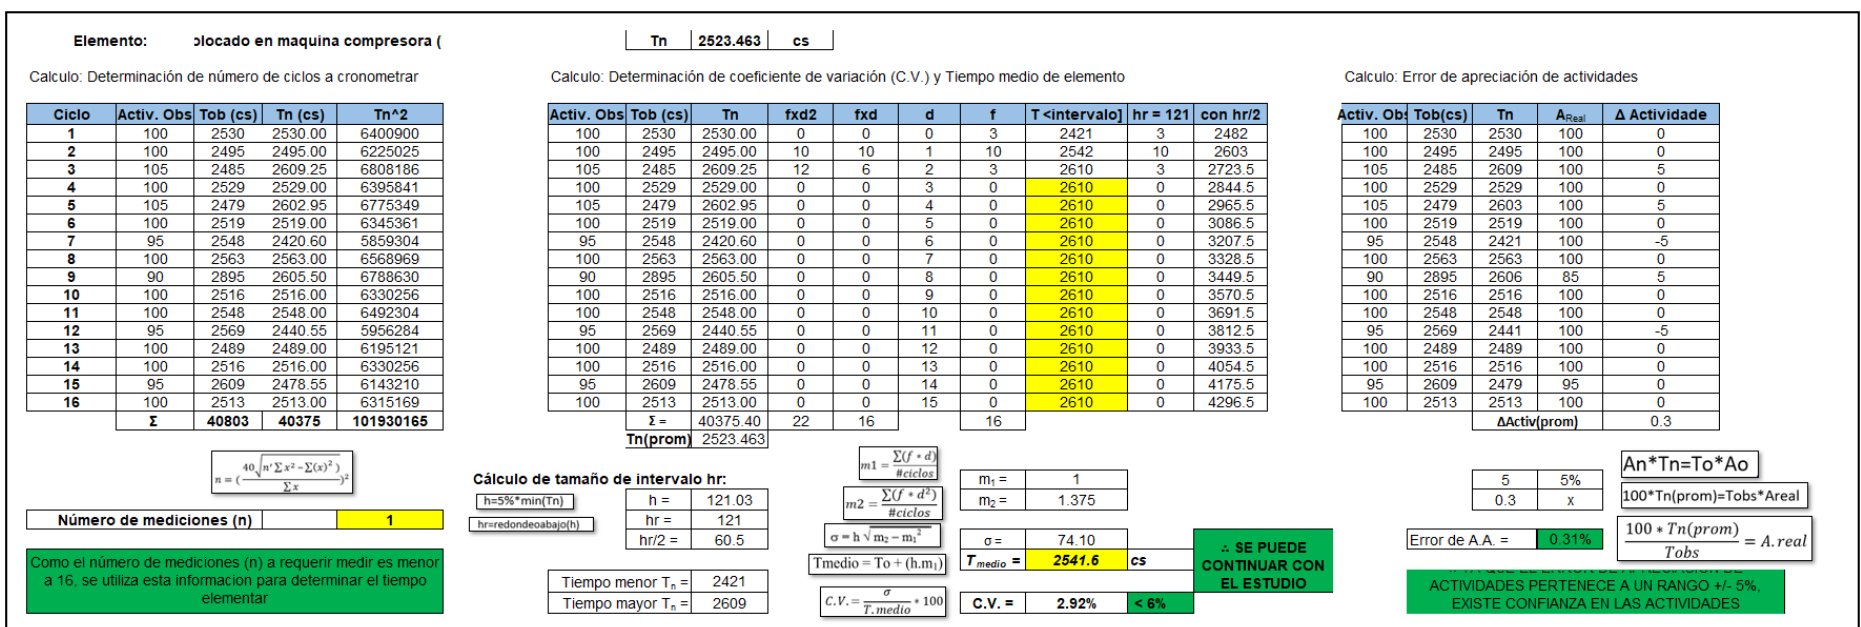 Elemento: olocado en maquina compresora ( Tn 2523.463 cs
Calculo: Determinación de número de ciclos a cronometrar
Ciclo Activ. Obs Tob (cs) Tn (cs) Tn^2
1 100 2530 2530.00 6400900
2 100 2495 2495.00 6225025
3 105 2485 2609.25 6808186
4 100 2529 2529.00 6395841
5 105 2479 2602.95 6775349
6 100 2519 2519.00 6345361
7 95 2548 2420.60 5859304
8 100 2563 2563.00 6568969
9 90 2895 2605.50 6788630
10 100 2516 2516.00 6330256
11 100 2548 2548.00 6492304
12 95 2569 2440.55 5956284
13 100 2489 2489.00 6195121
14 100 2516 2516.00 6330256
15 95 2609 2478.55 6143210
16 100 2513 2513.00 6315169
Σ 40803 40375 101930165
n = (40√(n' Σ x² − Σ(x)²) / Σ x)²
Número de mediciones (n) 1
Como el número de mediciones (n) a requerir medir es menor
a 16, se utiliza esta informacion para determinar el tiempo
elementar
Calculo: Determinación de coeficiente de variación (C.V.) y Tiempo medio de elemento
Activ. Obs Tob (cs) Tn fxd2 fxd d f T <intervalo] hr = 121 con hr/2
100 2530 2530.00 0 0 0 3 2421 3 2482
100 2495 2495.00 10 10 1 10 2542 10 2603
105 2485 2609.25 12 6 2 3 2610 3 2723.5
100 2529 2529.00 0 0 3 0 2610 0 2844.5
105 2479 2602.95 0 0 4 0 2610 0 2965.5
100 2519 2519.00 0 0 5 0 2610 0 3086.5
95 2548 2420.60 0 0 6 0 2610 0 3207.5
100 2563 2563.00 0 0 7 0 2610 0 3328.5
90 2895 2605.50 0 0 8 0 2610 0 3449.5
100 2516 2516.00 0 0 9 0 2610 0 3570.5
100 2548 2548.00 0 0 10 0 2610 0 3691.5
95 2569 2440.55 0 0 11 0 2610 0 3812.5
100 2489 2489.00 0 0 12 0 2610 0 3933.5
100 2516 2516.00 0 0 13 0 2610 0 4054.5
95 2609 2478.55 0 0 14 0 2610 0 4175.5
100 2513 2513.00 0 0 15 0 2610 0 4296.5
Σ = 40375.40 22 16 16
Tn(prom) 2523.463
Cálculo de tamaño de intervalo hr:
h=5%*min(Tn) h = 121.03
hr=redondeoabajo(h) hr = 121
hr/2 = 60.5
Tiempo menor Tₙ = 2421
Tiempo mayor Tₙ = 2609
m1 = Σ(f * d) / #ciclos
m2 = Σ(f * d²) / #ciclos
σ = h √(m₂ − m₁²)
Tmedio = To + (h.m₁)
C.V. = σ / T.medio * 100
m₁ = 1
m₂ = 1.375
σ = 74.10
T medio = 2541.6 cs
C.V. = 2.92% < 6%
∴ SE PUEDE
CONTINUAR CON
EL ESTUDIO
Calculo: Error de apreciación de actividades
Activ. Obs Tob(cs) Tn A Real Δ Actividade
100 2530 2530 100 0
100 2495 2495 100 0
105 2485 2609 100 5
100 2529 2529 100 0
105 2479 2603 100 5
100 2519 2519 100 0
95 2548 2421 100 -5
100 2563 2563 100 0
90 2895 2606 85 5
100 2516 2516 100 0
100 2548 2548 100 0
95 2569 2441 100 -5
100 2489 2489 100 0
100 2516 2516 100 0
95 2609 2479 95 0
100 2513 2513 100 0
ΔActiv(prom) 0.3
5 5%
0.3 x
Error de A.A. = 0.31%
An*Tn=To*Ao
100*Tn(prom)=Tobs*Areal
100 * Tn(prom) / Tobs = A.real
QUE EL ERROR DE APRECIACION DE
ACTIVIDADES PERTENECE A UN RANGO +/- 5%,
EXISTE CONFIANZA EN LAS ACTIVIDADES